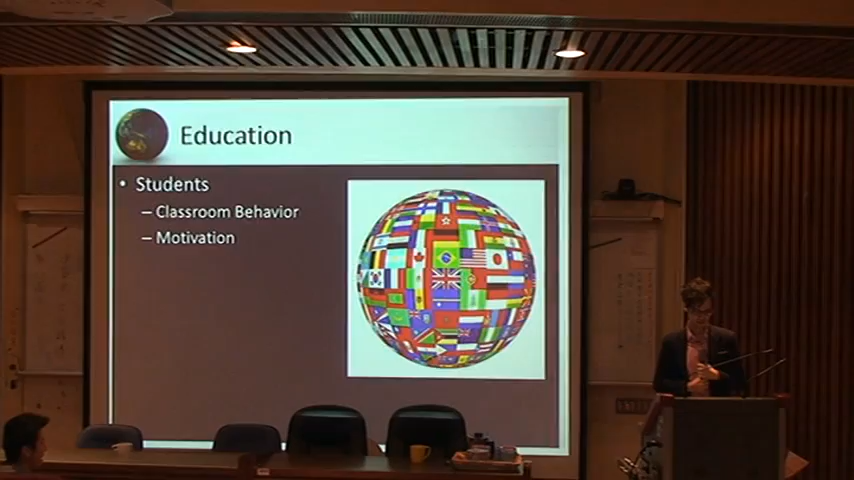 Education
• Students
– Classroom Behavior
– Motivation